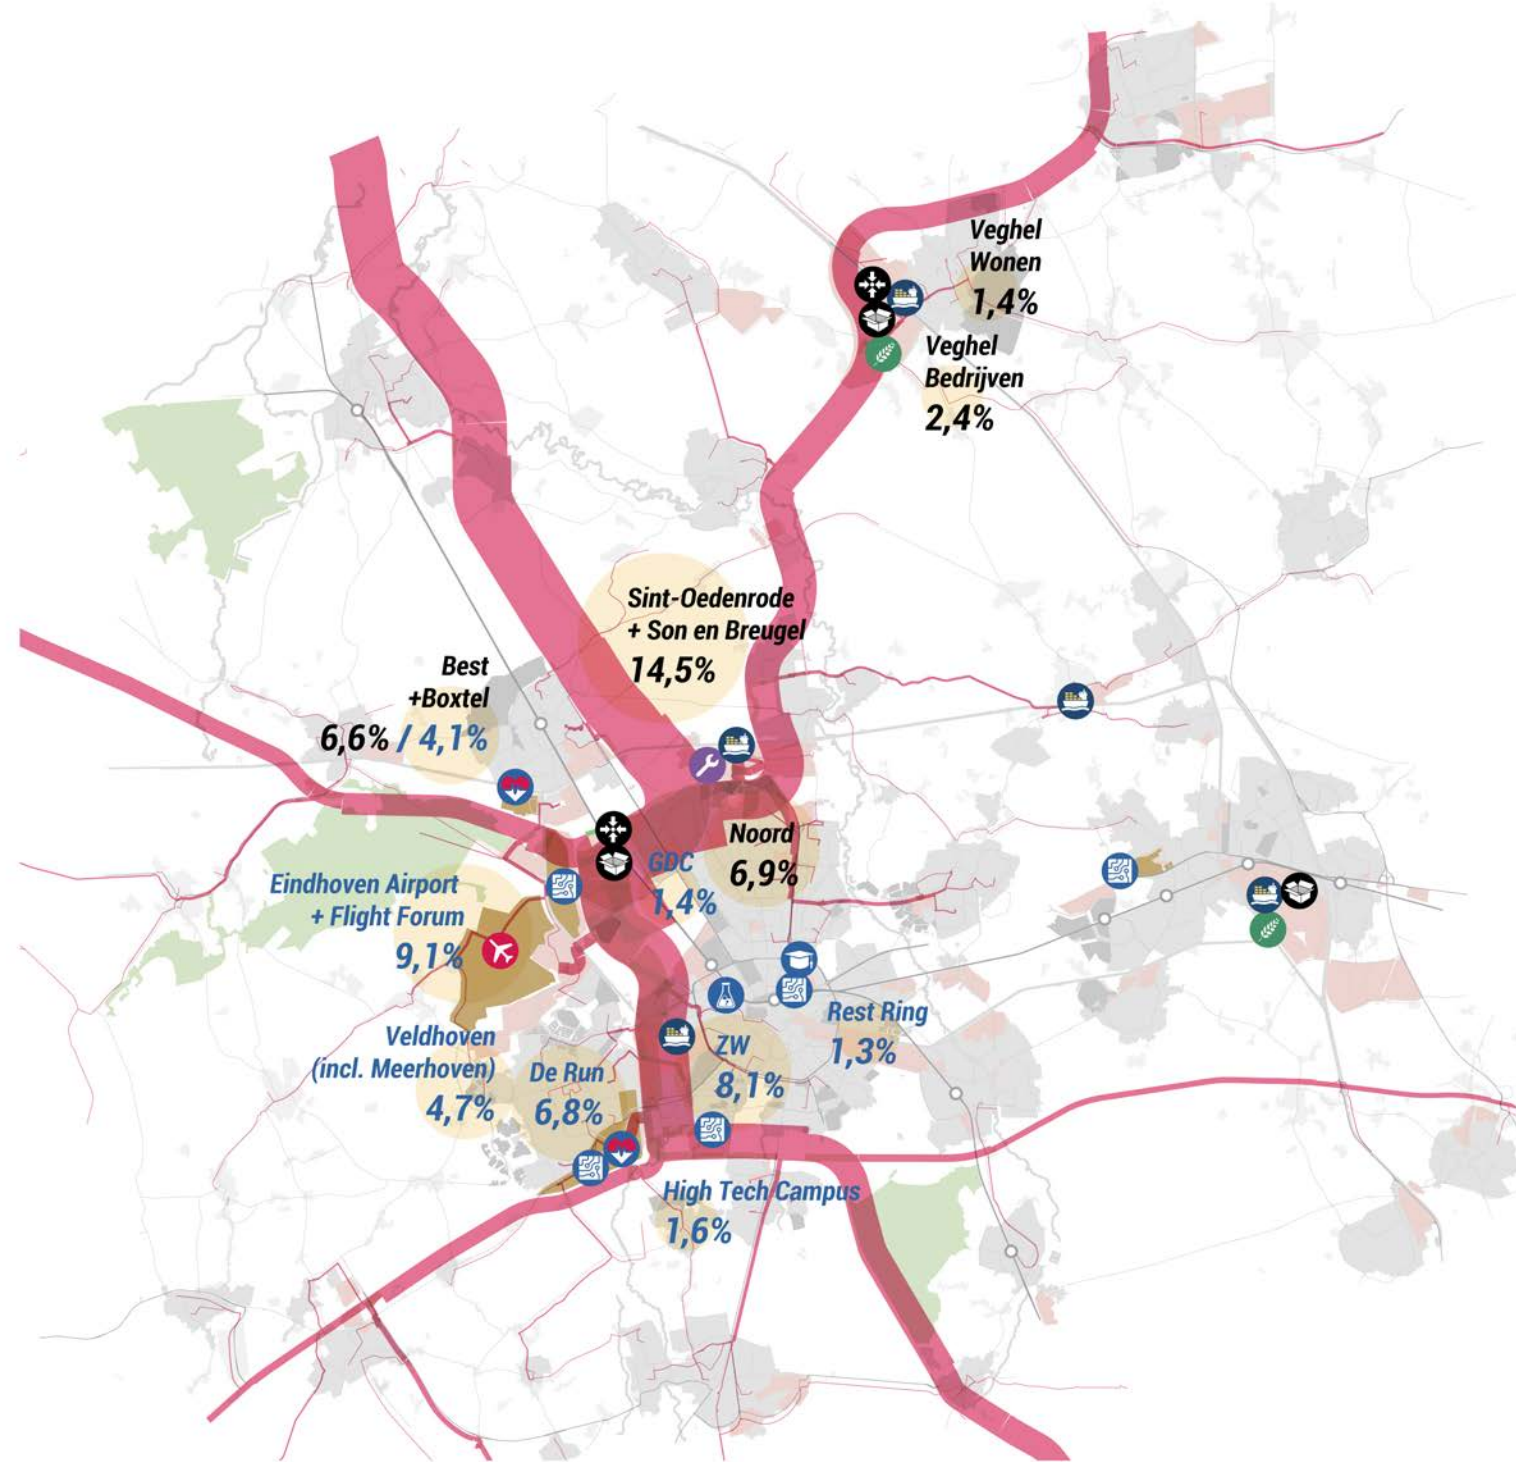 Veghel
Wonen
1,4%
Veghel
Bedrijven
2,4%
Sint-Oedenrode
+ Son en Breugel
14,5%
Best
+Boxtel
6,6% / 4,1%
Noord
6,9%
GDC
1,4%
Eindhoven Airport
+ Flight Forum
9,1%
Veldhoven
(incl. Meerhoven)
4,7%
De Run
6,8%
ZW
8,1%
Rest Ring
1,3%
High Tech Campus
1,6%